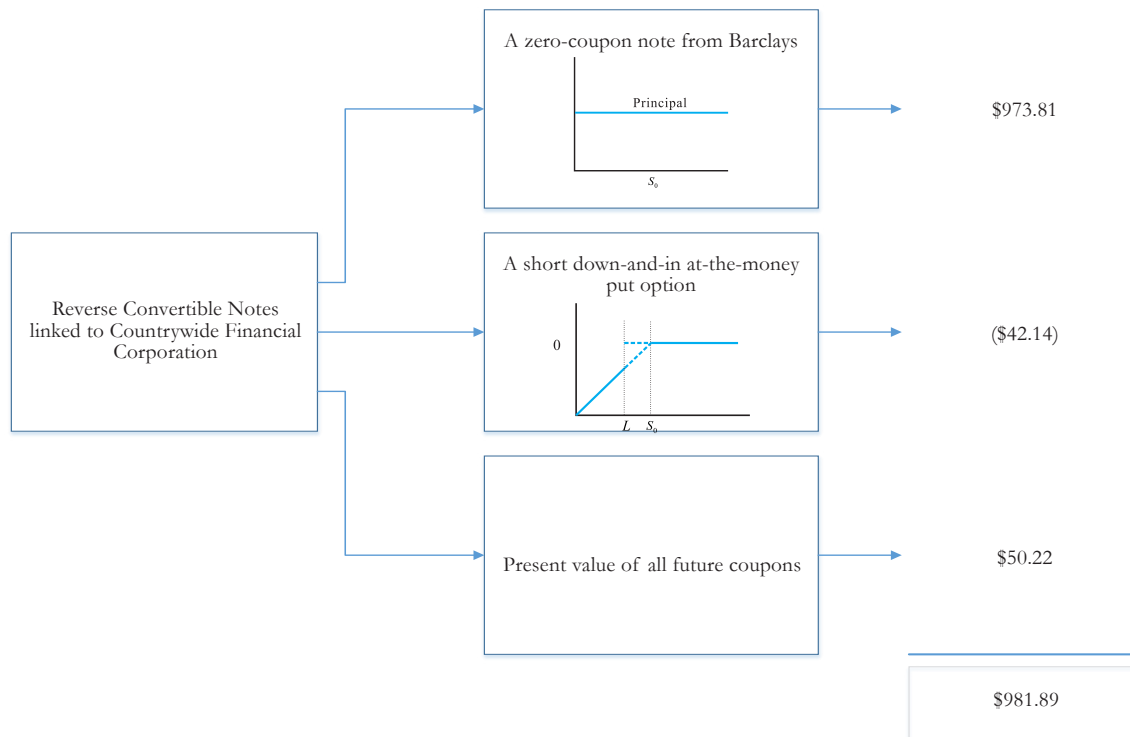 A zero-coupon note from Barclays
Principal
S0
$973.81
Reverse Convertible Notes
linked to Countrywide Financial
Corporation
A short down-and-in at-the-money
put option
0
L S0
($42.14)
Present value of all future coupons
$50.22
$981.89